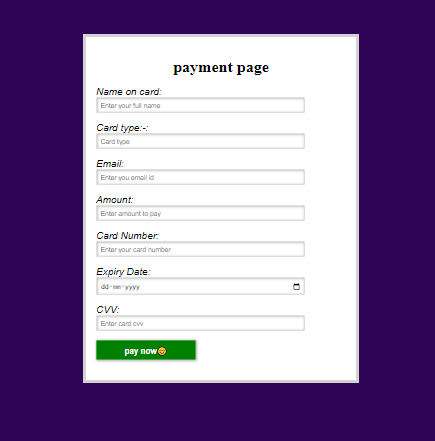 payment page
Name on card:
Enter your full name
Card type:-:
Card type
Email:
Enter you email id
Amount:
Enter amount to pay
Card Number:
Enter your card number
Expiry Date:
dd-mm-yyyy
CVV:
Enter card cvv
pay now😊